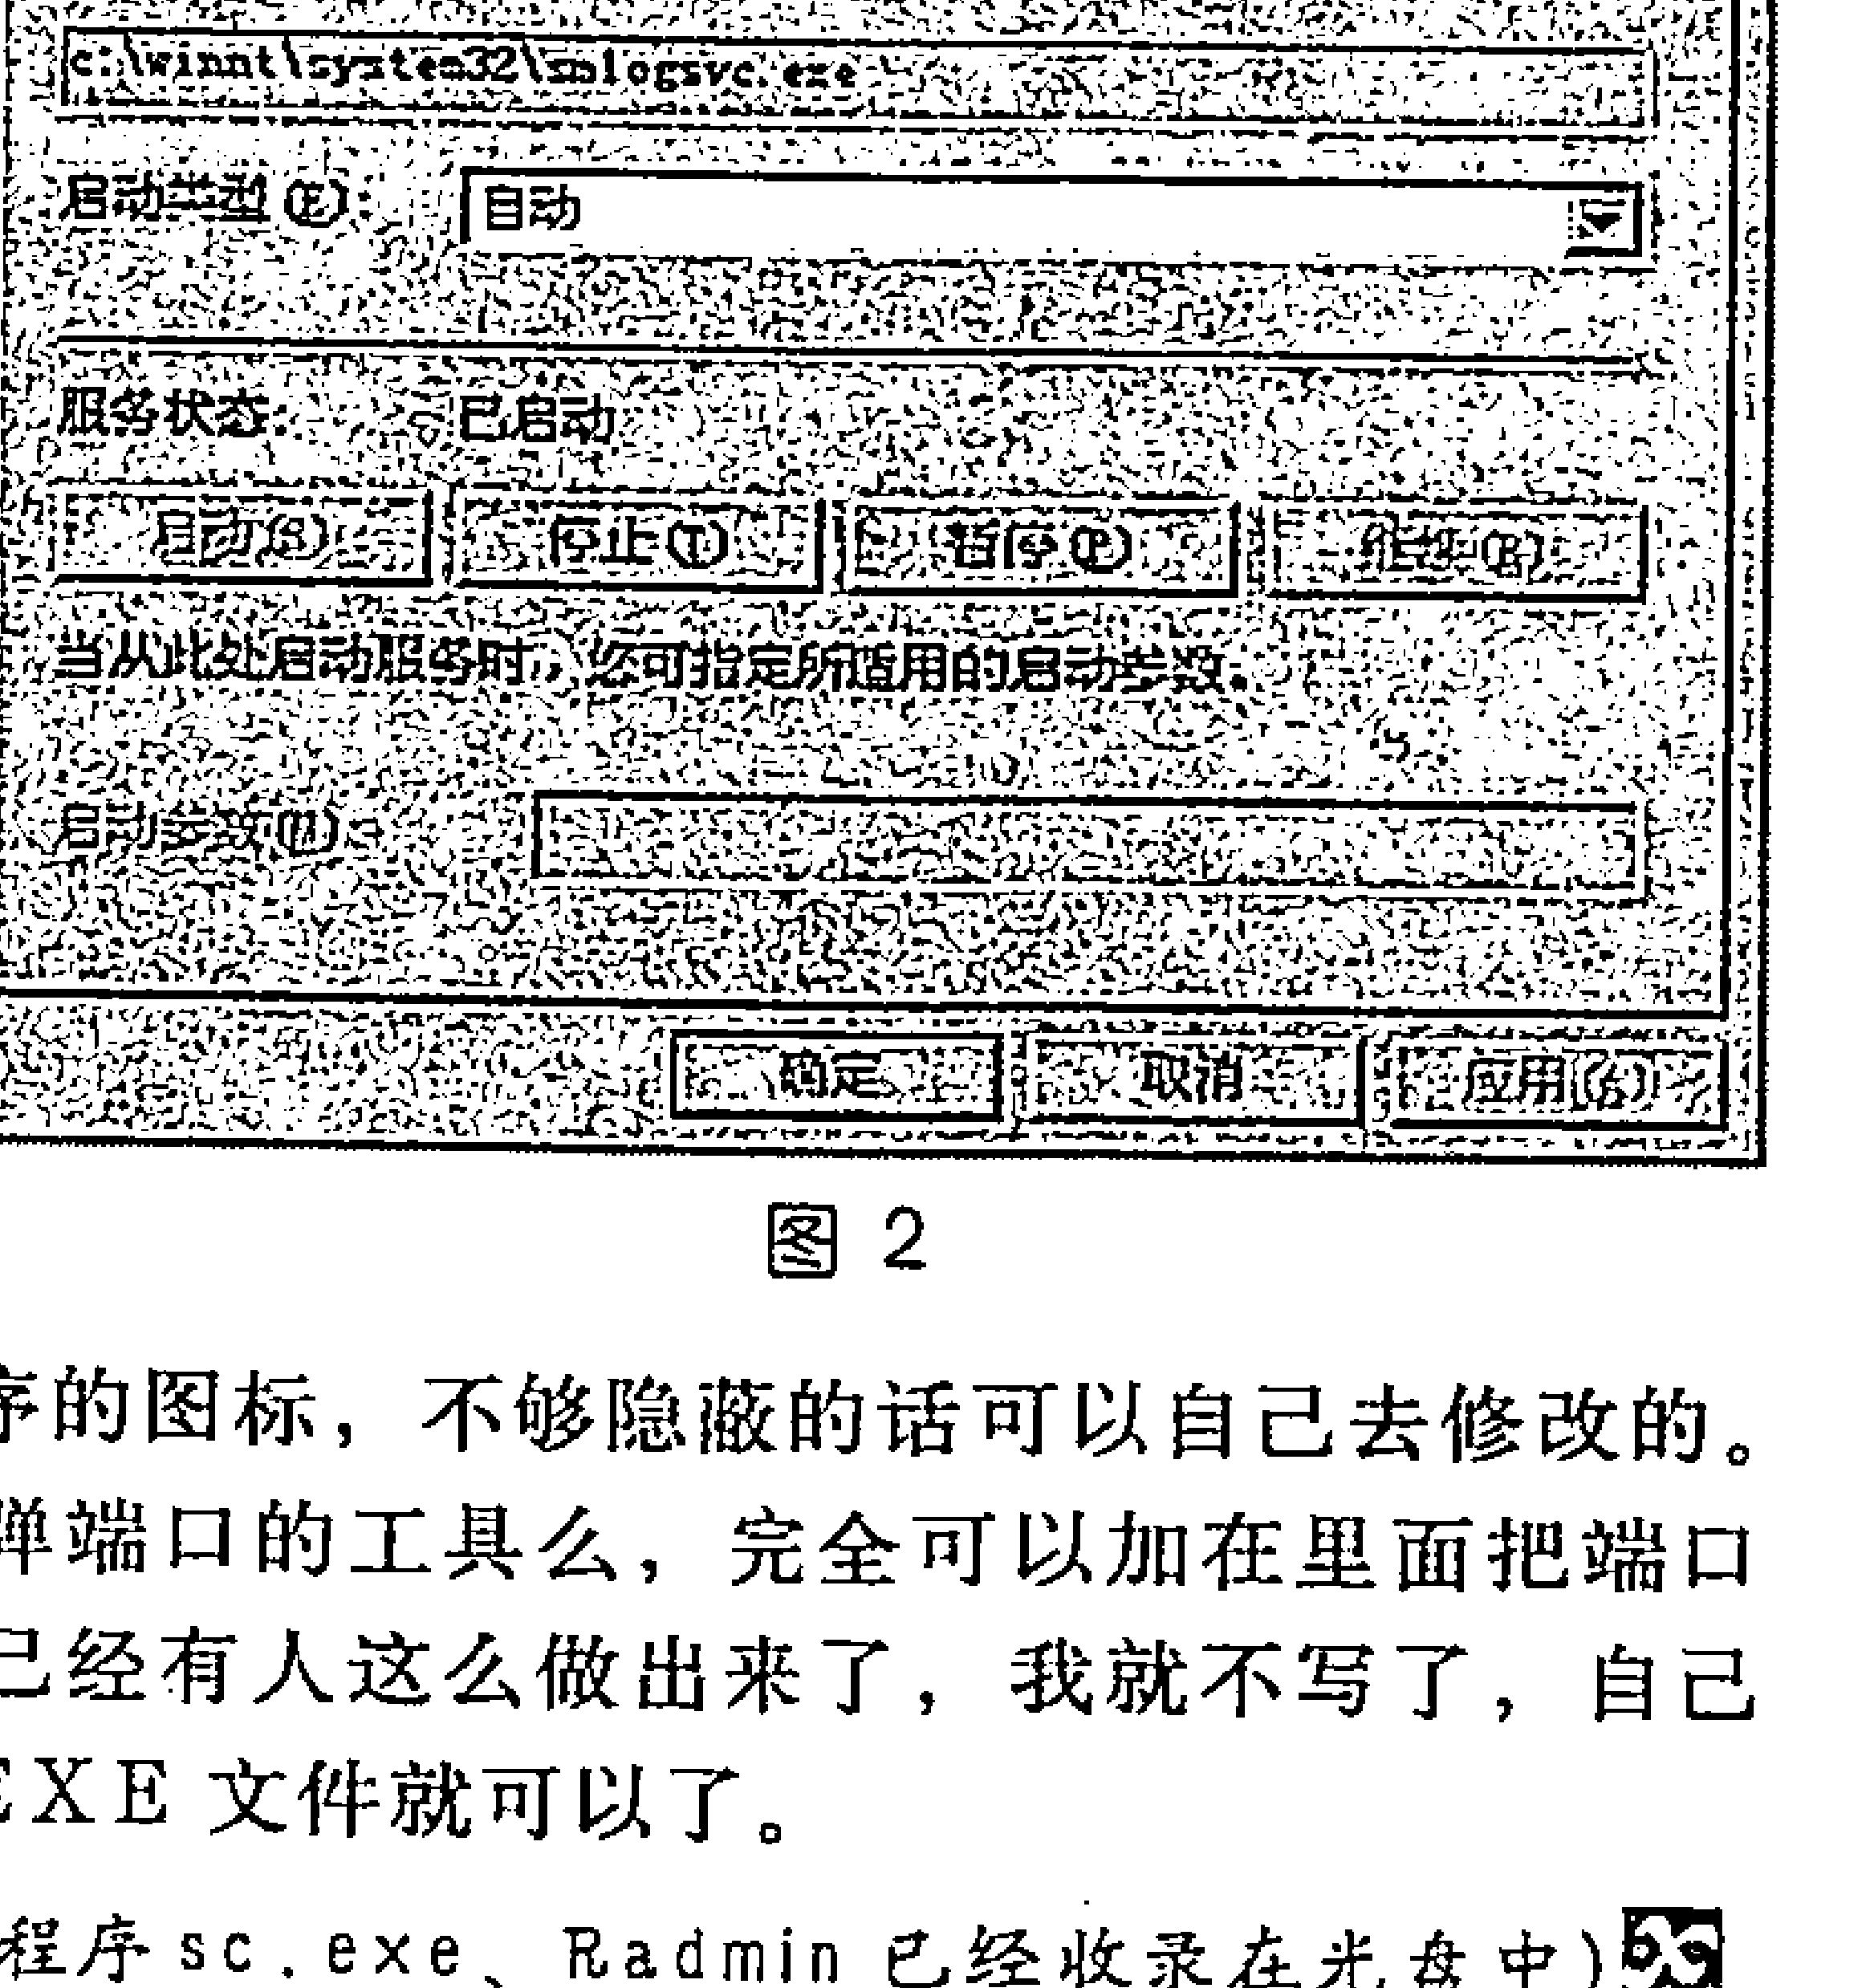 c:\winnt\system32\smlogsvc.exe
启动类型(E): 自动
服务状态: 已启动
启动(S) 停止(T) 暂停(P) 恢复(R)
当从此处启动服务时，您可指定所适用的启动参数。
启动参数(M):
确定 取消 应用(A)
图 2
序的图标，不够隐蔽的话可以自己去修改的。
弹端口的工具么，完全可以加在里面把端口
已经有人这么做出来了，我就不写了，自己
EXE 文件就可以了。
程序 sc.exe、Radmin 已经收录在光盘中)